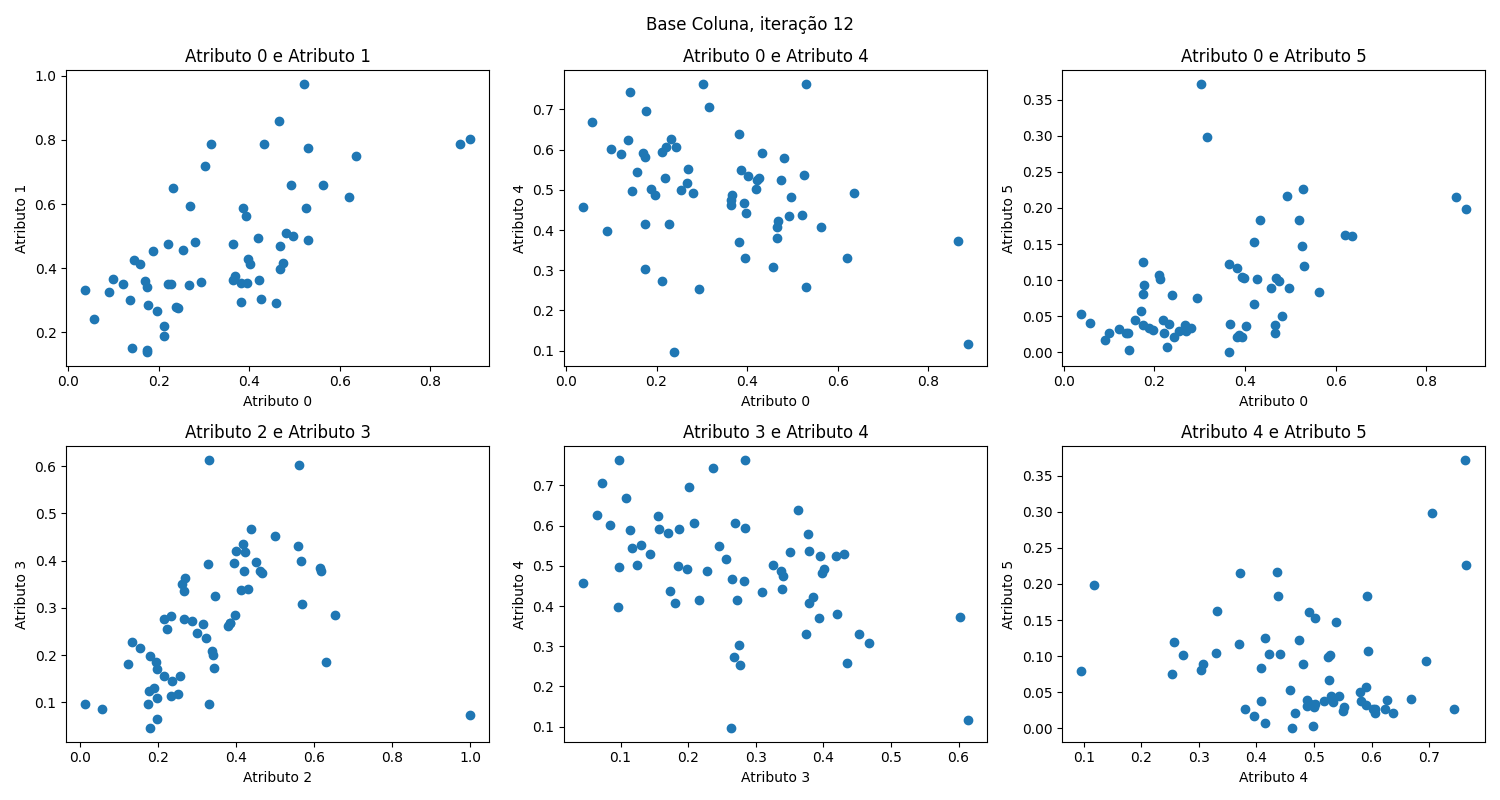 Base Coluna, iteração 12
Atributo 0 e Atributo 1
Atributo 1
1.0
0.8
0.6
0.4
0.2
0.0 0.2 0.4 0.6 0.8
Atributo 0
Atributo 0 e Atributo 4
Atributo 4
0.7
0.6
0.5
0.4
0.3
0.2
0.1
0.0 0.2 0.4 0.6 0.8
Atributo 0
Atributo 0 e Atributo 5
Atributo 5
0.35
0.30
0.25
0.20
0.15
0.10
0.05
0.00
0.0 0.2 0.4 0.6 0.8
Atributo 0
Atributo 2 e Atributo 3
Atributo 3
0.6
0.5
0.4
0.3
0.2
0.1
0.0 0.2 0.4 0.6 0.8 1.0
Atributo 2
Atributo 3 e Atributo 4
Atributo 4
0.7
0.6
0.5
0.4
0.3
0.2
0.1
0.1 0.2 0.3 0.4 0.5 0.6
Atributo 3
Atributo 4 e Atributo 5
Atributo 5
0.35
0.30
0.25
0.20
0.15
0.10
0.05
0.00
0.1 0.2 0.3 0.4 0.5 0.6 0.7
Atributo 4